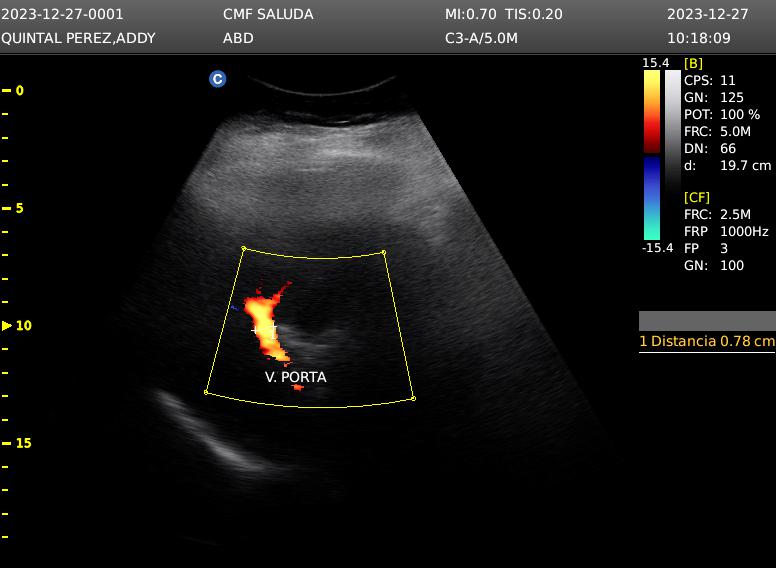 2023-12-27-0001 CMF SALUDA MI:0.70 TIS:0.20 2023-12-27
QUINTAL PEREZ,ADDY ABD C3-A/5.0M 10:18:09
C
15.4 [B]
CPS: 11
GN: 125
POT: 100 %
FRC: 5.0M
DN: 66
d: 19.7 cm
[CF]
FRC: 2.5M
FRP 1000Hz
FP 3
GN: 100
-15.4
0
5
10
15
V. PORTA
1 Distancia 0.78 cm